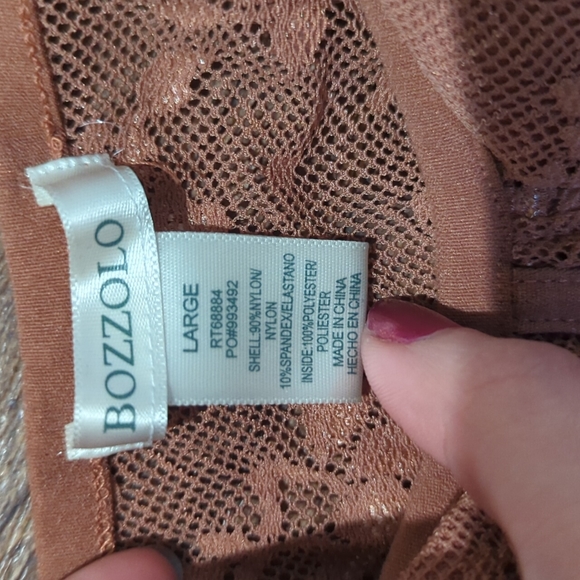 BOZZOLO
LARGE
RT68884
PO#993492
SHELL:90%NYLON/
NYLON
10%SPANDEX/ELASTANO
INSIDE:100%POLYESTER/
POLIESTER
MADE IN CHINA
HECHO EN CHINA